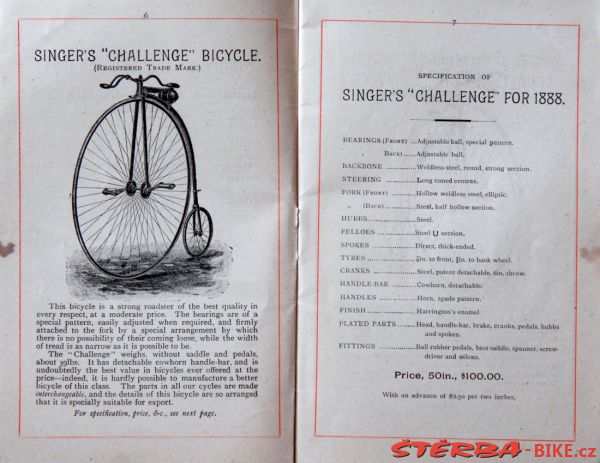 6
SINGER'S "CHALLENGE" BICYCLE.
(REGISTERED TRADE MARK.)
This bicycle is a strong roadster of the best quality in
every respect, at a moderate price. The bearings are of a
special pattern, easily adjusted when required, and firmly
attached to the fork by a special arrangement by which
there is no possibility of their coming loose, while the width
of tread is as narrow as it is possible to be.
The "Challenge" weighs, without saddle and pedals,
about 39lbs. It has detachable cowhorn handle-bar, and is
undoubtedly the best value in bicycles ever offered at the
price—indeed, it is hardly possible to manufacture a better
bicycle of this class. The parts in all our cycles are made
interchangeable, and the details of this bicycle are so arranged
that it is specially suitable for export.
For specification, price, &c., see next page.
7
SPECIFICATION OF
SINGER'S "CHALLENGE" FOR 1888.
BEARINGS (FRONT) ...Adjustable ball, special pattern.
„ BACK) ......Adjustable ball.
BACKBONE ...............Weldless steel, round, strong section.
STEERING ...............Long coned centres.
FORK (FRONT) ...........Hollow weldless steel, elliptic.
„ (BACK) ............Steel, half hollow section.
HUBBS.....................Steel.
FELLOES ..................Steel U section,
SPOKES ..................Direct, thick-ended.
TYRES .....................in. to front, in. to back wheel.
CRANKS ..................Steel, patent detachable, 6in. throw.
HANDLE-BAR ............Cowhorn, detachable.
HANDLES ..................Horn, spade pattern.
FINISH .....................Harrington's enamel
PLATED PARTS .........Head, handle-bar, brake, cranks, pedals, hubbs
and spokes.
FITTINGS ..................Ball rubber pedals, best saddle, spanner, screw-
driver and oilcan.
Price, 50in., $100.00.
With an advance of $2.50 per two inches.
ŠTĚRBA-BIKE.cz